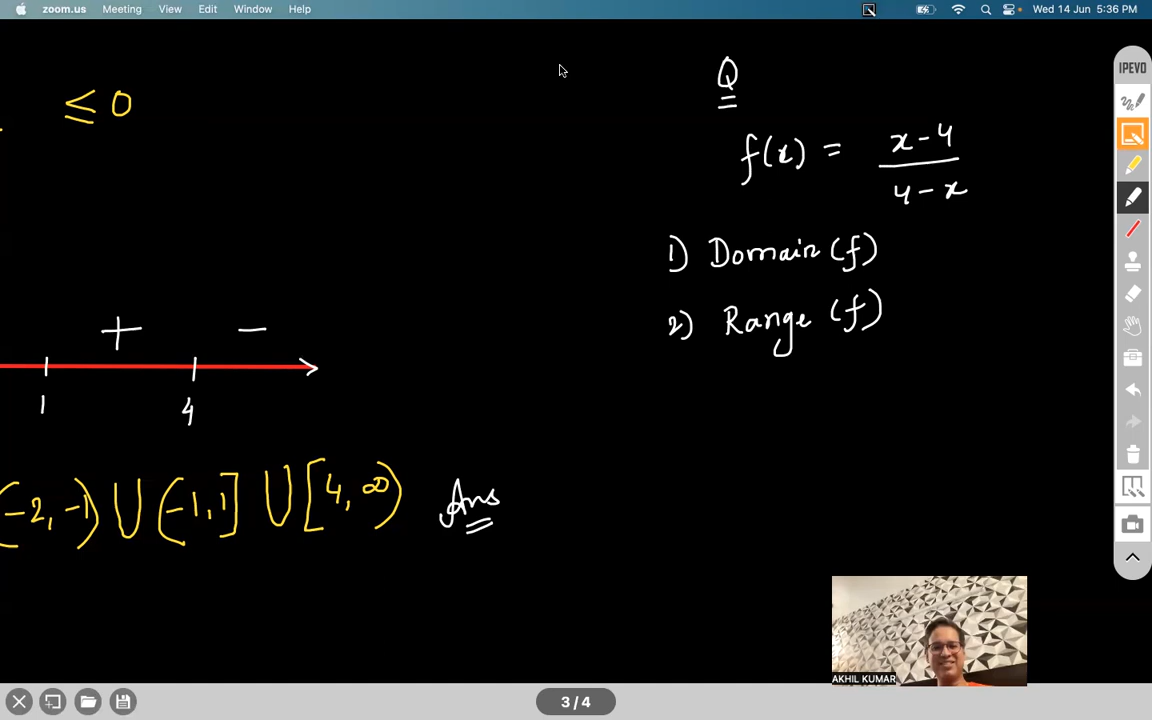 zoom.us Meeting View Edit Window Help Wed 14 Jun 5:36 PM
IPEVO
≤ 0
Q
f(x) = x-4 / 4-x
1) Domain (f)
2) Range (f)
+ -
1 4
(-2, -1) U (-1, 1] U [4, ∞) Ans
AKHIL KUMAR
3 / 4